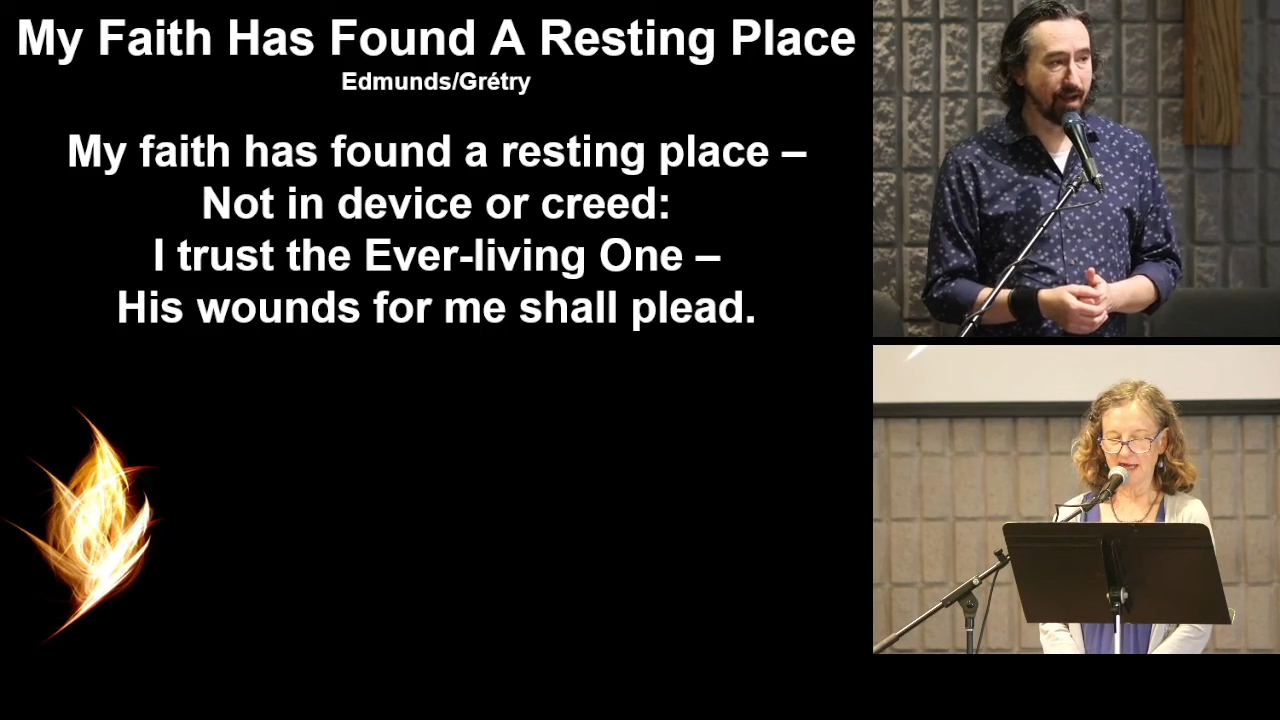 My Faith Has Found A Resting Place
Edmunds/Grétry
My faith has found a resting place –
Not in device or creed:
I trust the Ever-living One –
His wounds for me shall plead.